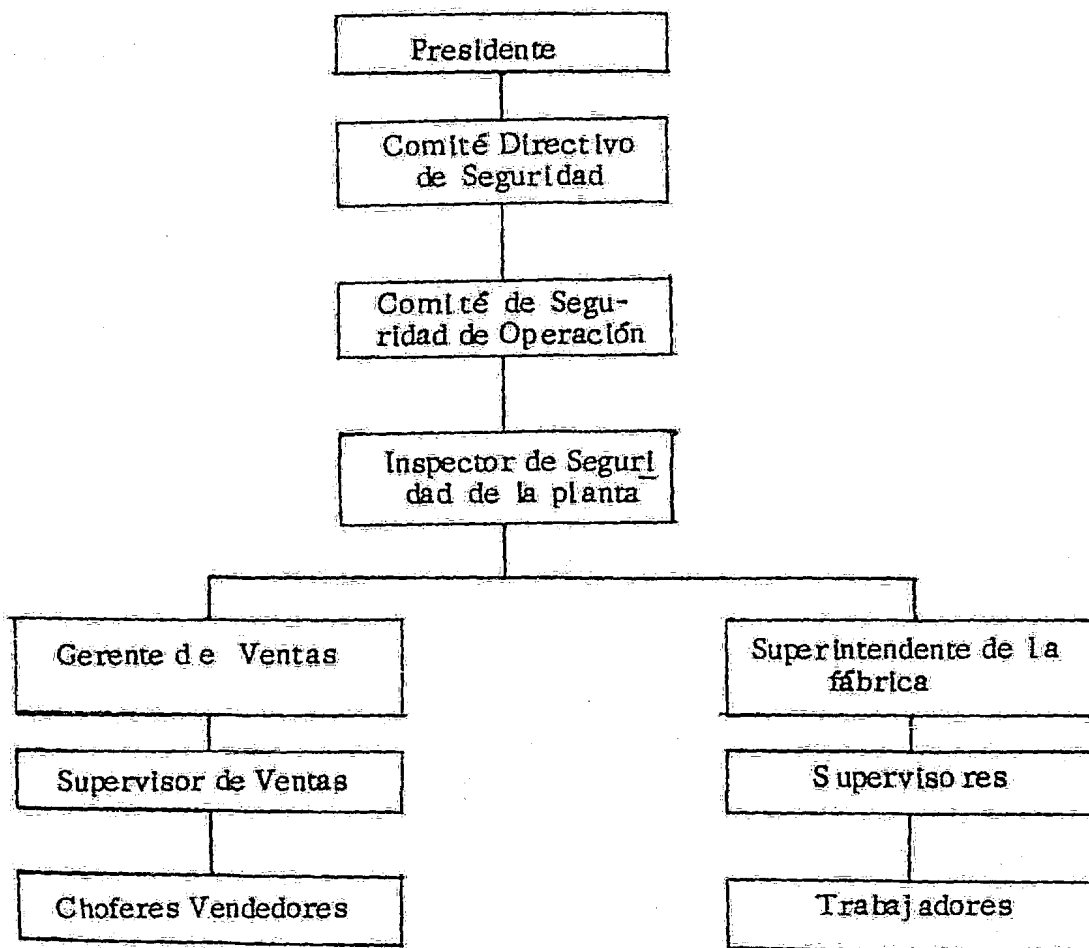 Presidente
Comité Directivo
de Seguridad
Comité de Segu-
ridad de Operación
Inspector de Seguri
dad de la planta
Gerente de Ventas
Superintendente de la
fábrica
Supervisor de Ventas
Supervisores
Choferes Vendedores
Trabajadores